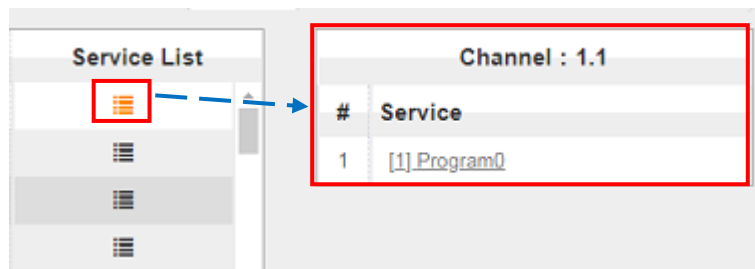 Service List
Channel : 1.1
# Service
1 [1] Program0